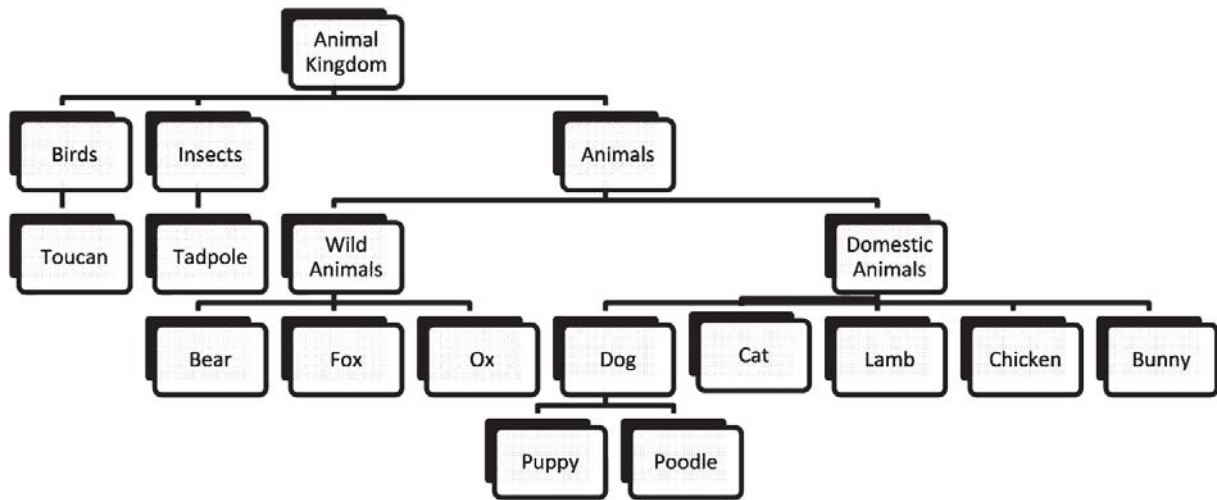 Animal
Kingdom
Birds
Insects
Animals
Toucan
Tadpole
Wild
Animals
Domestic
Animals
Bear
Fox
Ox
Dog
Cat
Lamb
Chicken
Bunny
Puppy
Poodle